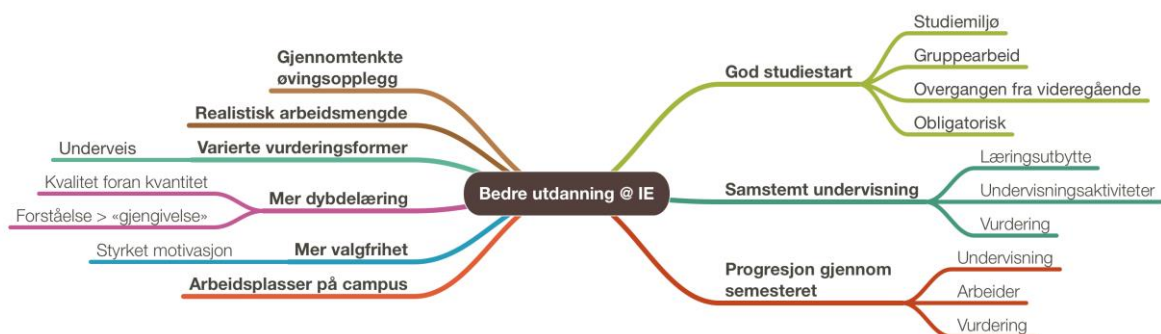 Gjennomtenkte
øvingsopplegg
Realistisk arbeidsmengde
Underveis
Varierte vurderingsformer
Kvalitet foran kvantitet
Forståelse > «gjengivelse»
Mer dybdelæring
Styrket motivasjon
Mer valgfrihet
Arbeidsplasser på campus
Bedre utdanning @ IE
God studiestart
Studiemiljø
Gruppearbeid
Overgangen fra videregående
Obligatorisk
Samstemt undervisning
Læringsutbytte
Undervisningsaktiviteter
Vurdering
Progresjon gjennom
semesteret
Undervisning
Arbeider
Vurdering